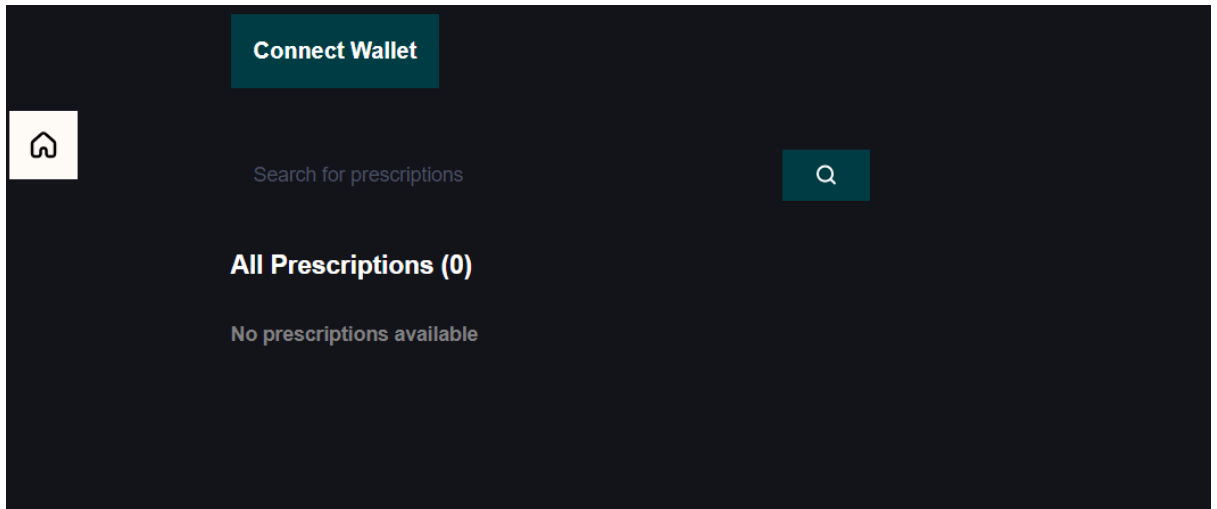 Connect Wallet
Search for prescriptions
All Prescriptions (0)
No prescriptions available